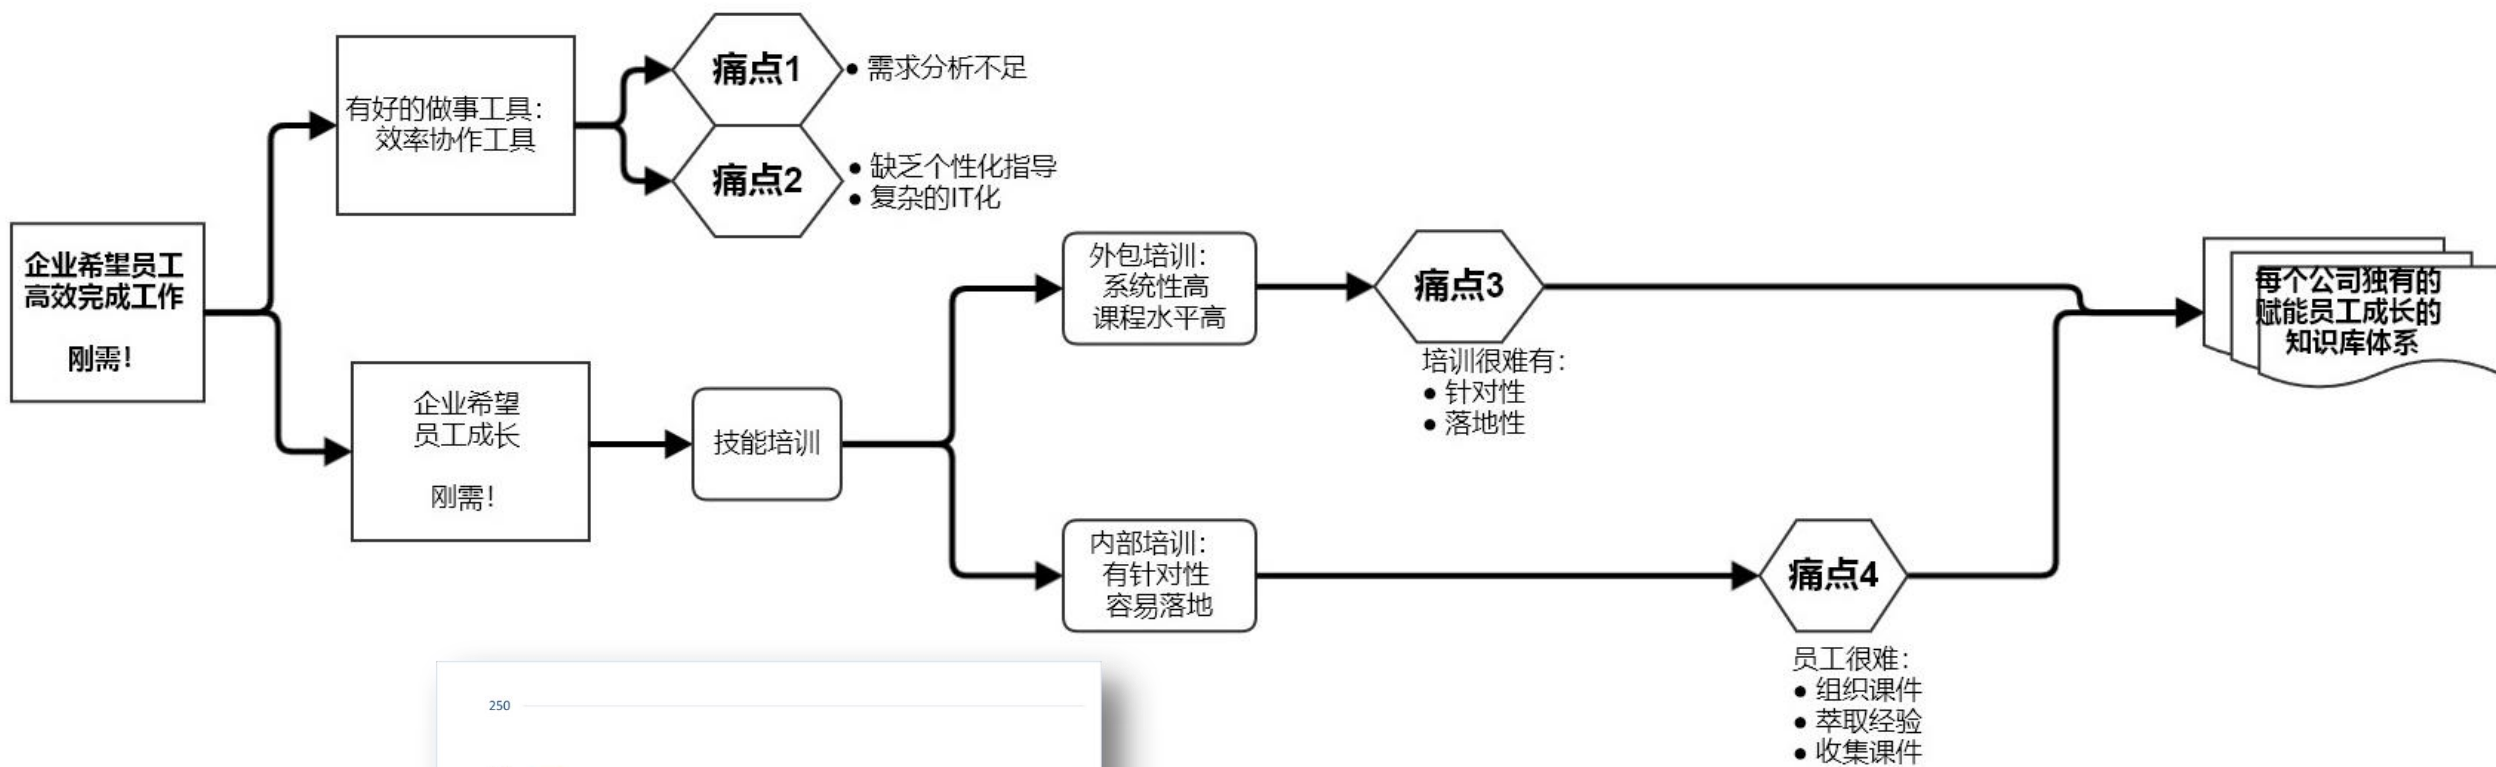 企业希望员工
高效完成工作
刚需！
有好的做事工具：
效率协作工具
痛点1
● 需求分析不足
痛点2
● 缺乏个性化指导
● 复杂的IT化
企业希望
员工成长
刚需！
技能培训
外包培训：
系统性高
课程水平高
痛点3
培训很难有：
● 针对性
● 落地性
内部培训：
有针对性
容易落地
痛点4
员工很难：
● 组织课件
● 萃取经验
● 收集课件
每个公司独有的
赋能员工成长的
知识库体系
250